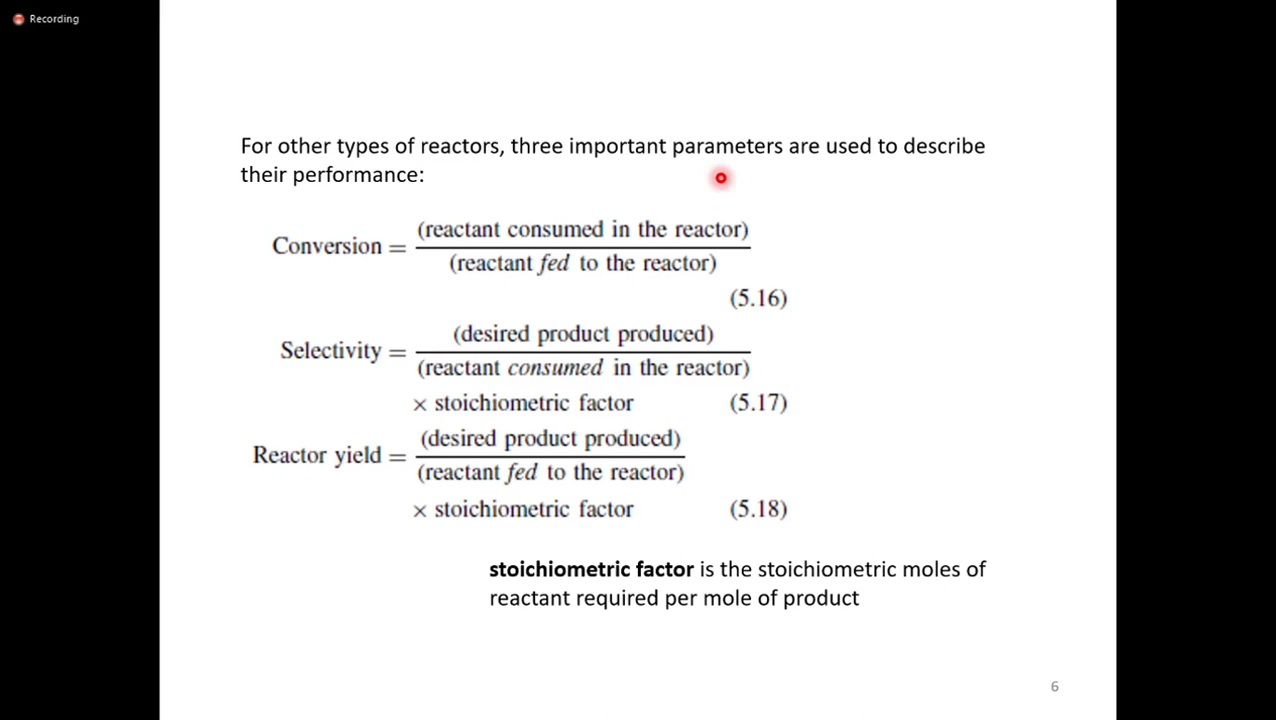 Recording
For other types of reactors, three important parameters are used to describe
their performance:
Conversion = (reactant consumed in the reactor)
(reactant fed to the reactor)
(5.16)
Selectivity = (desired product produced)
(reactant consumed in the reactor)
× stoichiometric factor (5.17)
Reactor yield = (desired product produced)
(reactant fed to the reactor)
× stoichiometric factor (5.18)
stoichiometric factor is the stoichiometric moles of
reactant required per mole of product
6